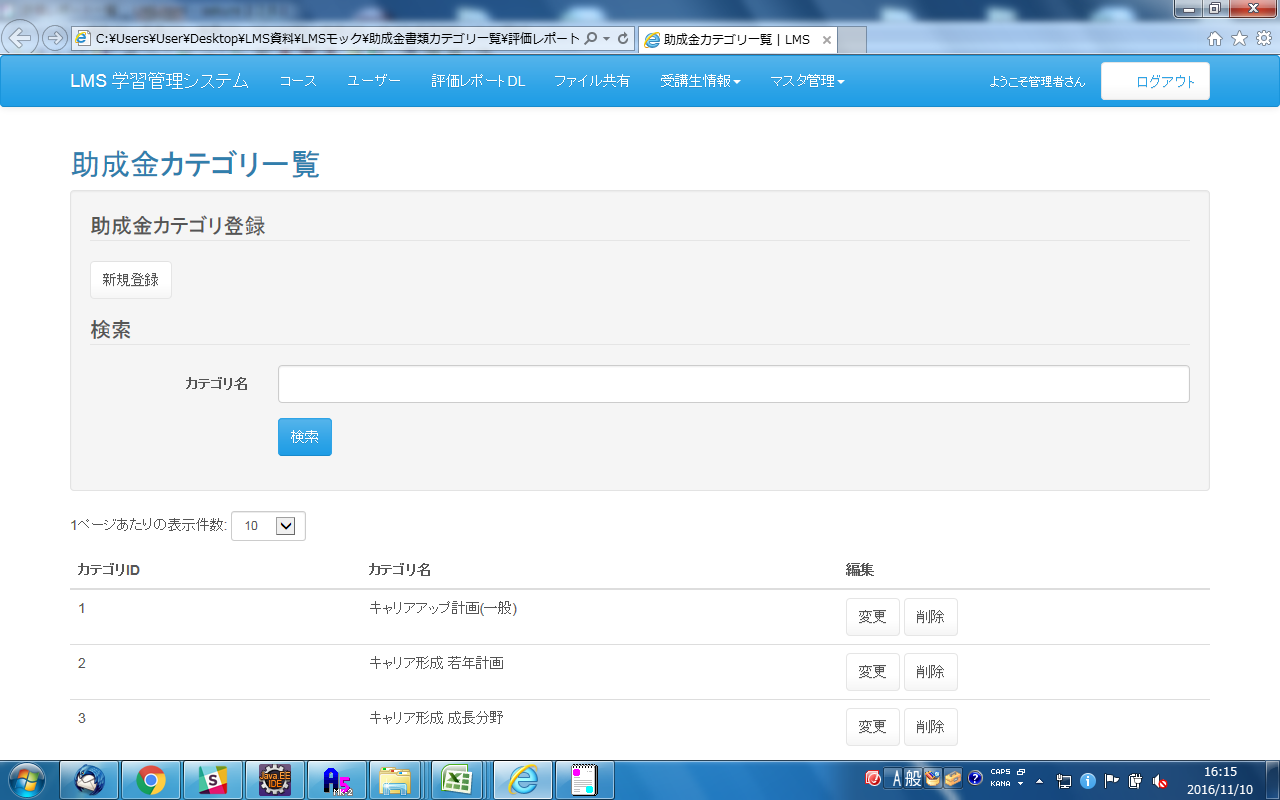 C:¥Users¥User¥Desktop¥LMS資料¥LMSモック¥助成金書類カテゴリ一覧¥評価レポート
助成金カテゴリ一覧 | LMS
LMS 学習管理システム コース ユーザー 評価レポートDL ファイル共有 受講生情報 マスタ管理 ようこそ管理者さん ログアウト
助成金カテゴリ一覧
助成金カテゴリ登録
新規登録
検索
カテゴリ名
検索
1ページあたりの表示件数: 10
カテゴリID カテゴリ名 編集
1 キャリアアップ計画(一般) 変更 削除
2 キャリア形成 若年計画 変更 削除
3 キャリア形成 成長分野 変更 削除
Java EE
IDE
A5
Mk-2
A 般
CAPS
KANA
16:15
2016/11/10